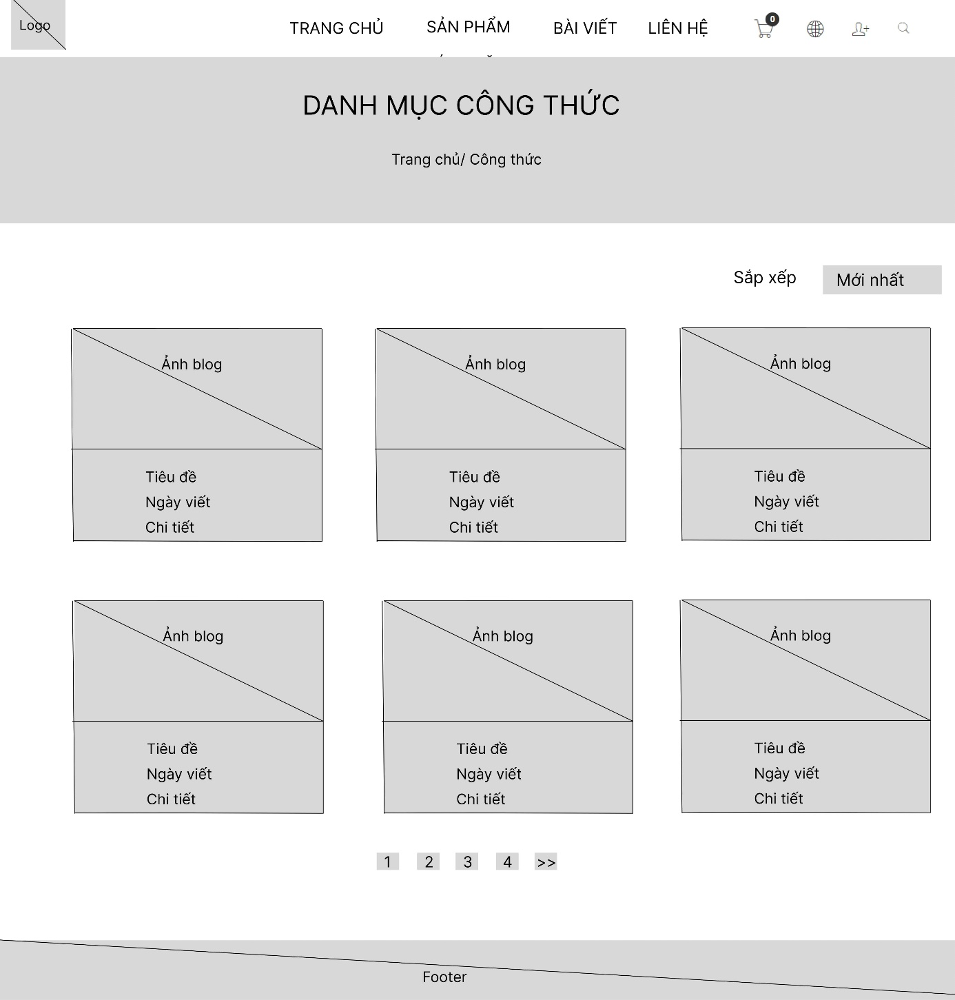 Logo
TRANG CHỦ SẢN PHẨM BÀI VIẾT LIÊN HỆ 0
DANH MỤC CÔNG THỨC
Trang chủ/ Công thức
Sắp xếp Mới nhất
Ảnh blog Ảnh blog Ảnh blog
Tiêu đề Tiêu đề Tiêu đề
Ngày viết Ngày viết Ngày viết
Chi tiết Chi tiết Chi tiết
Ảnh blog Ảnh blog Ảnh blog
Tiêu đề Tiêu đề Tiêu đề
Ngày viết Ngày viết Ngày viết
Chi tiết Chi tiết Chi tiết
1 2 3 4 >>
Footer